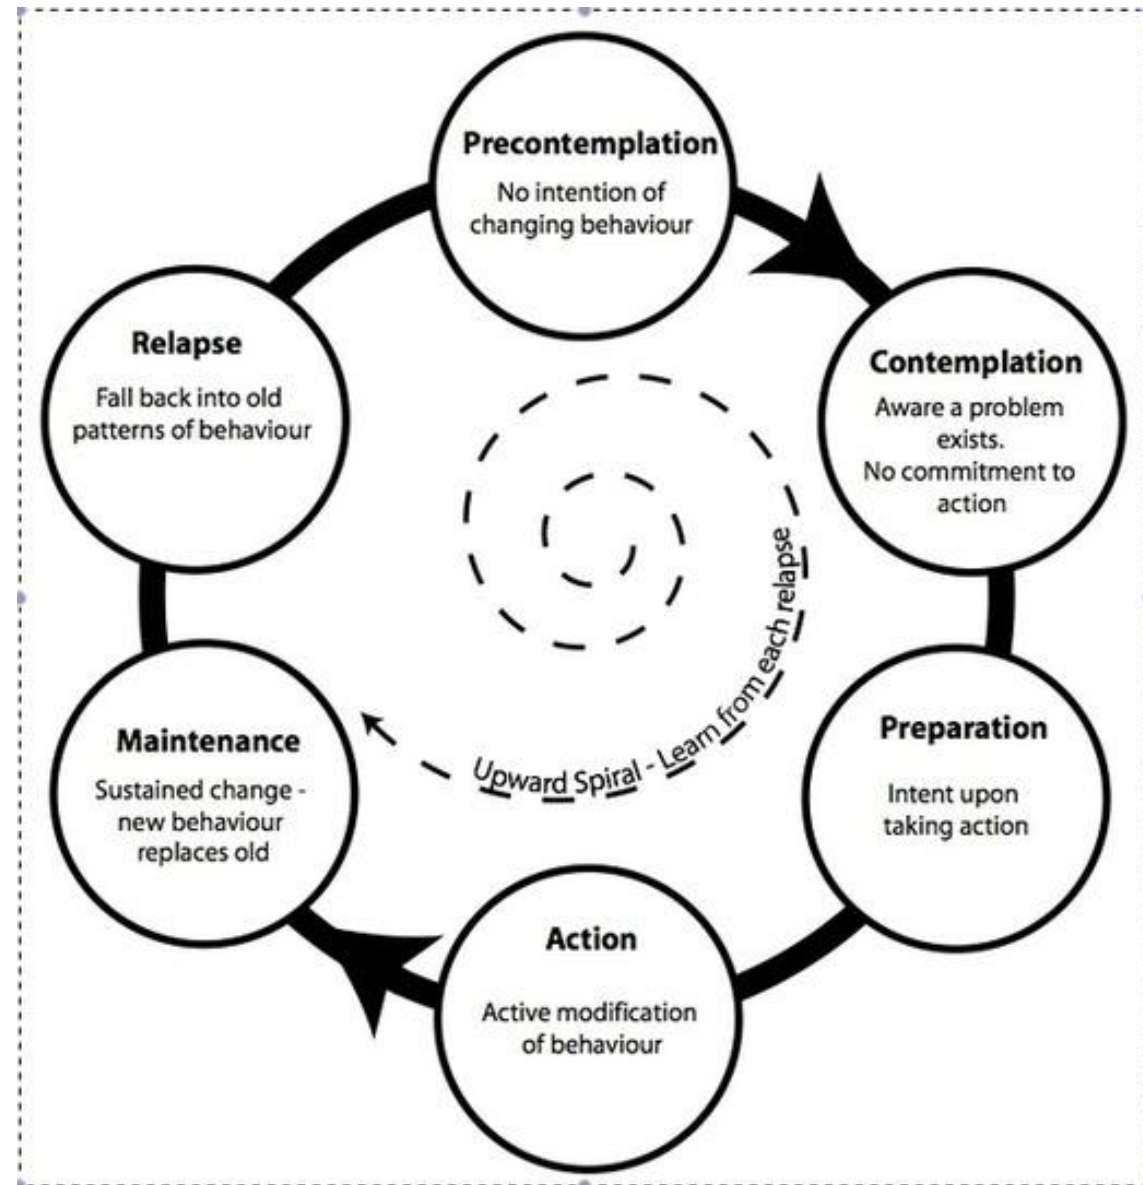 Precontemplation
No intention of
changing behaviour
Contemplation
Aware a problem
exists.
No commitment to
action
Preparation
Intent upon
taking action
Action
Active modification
of behaviour
Maintenance
Sustained change -
new behaviour
replaces old
Relapse
Fall back into old
patterns of behaviour
Upward Spiral - Learn from each relapse